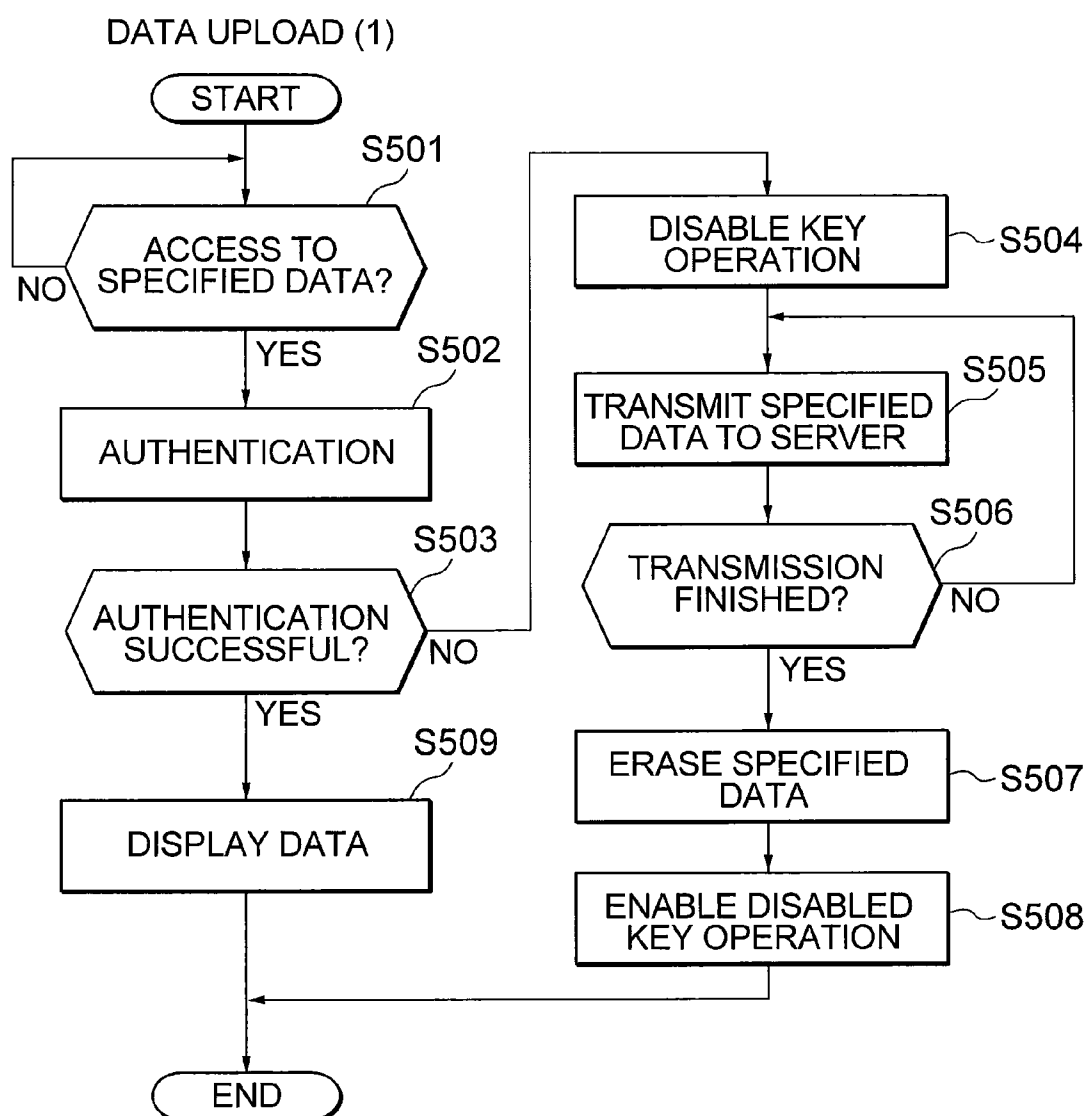 DATA UPLOAD (1)
START
S501
ACCESS TO
SPECIFIED DATA?
NO
YES
S502
AUTHENTICATION
S503
AUTHENTICATION
SUCCESSFUL?
NO
YES
S509
DISPLAY DATA
DISABLE KEY
OPERATION
S504
S505
TRANSMIT SPECIFIED
DATA TO SERVER
S506
TRANSMISSION
FINISHED?
NO
YES
ERASE SPECIFIED
DATA
S507
ENABLE DISABLED
KEY OPERATION
S508
END